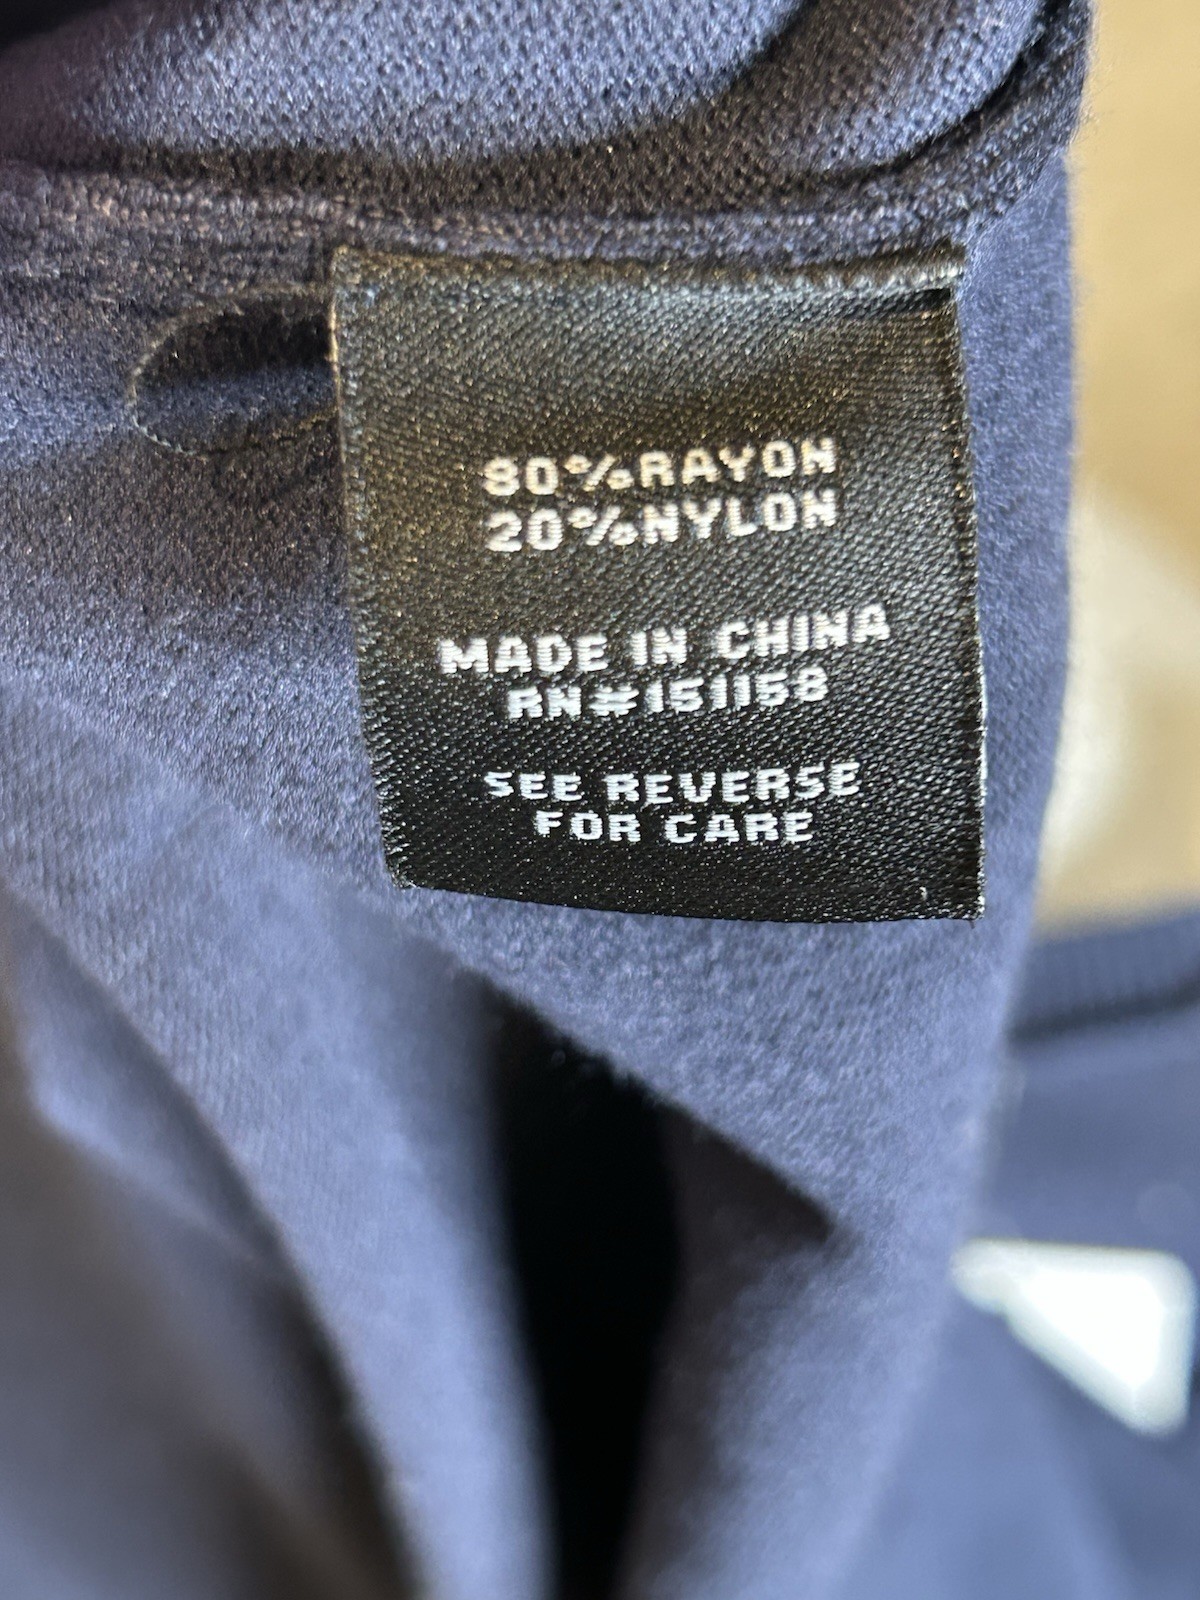 80%RAYON
20%NYLON
MADE IN CHINA
RN#151158
SEE REVERSE
FOR CARE